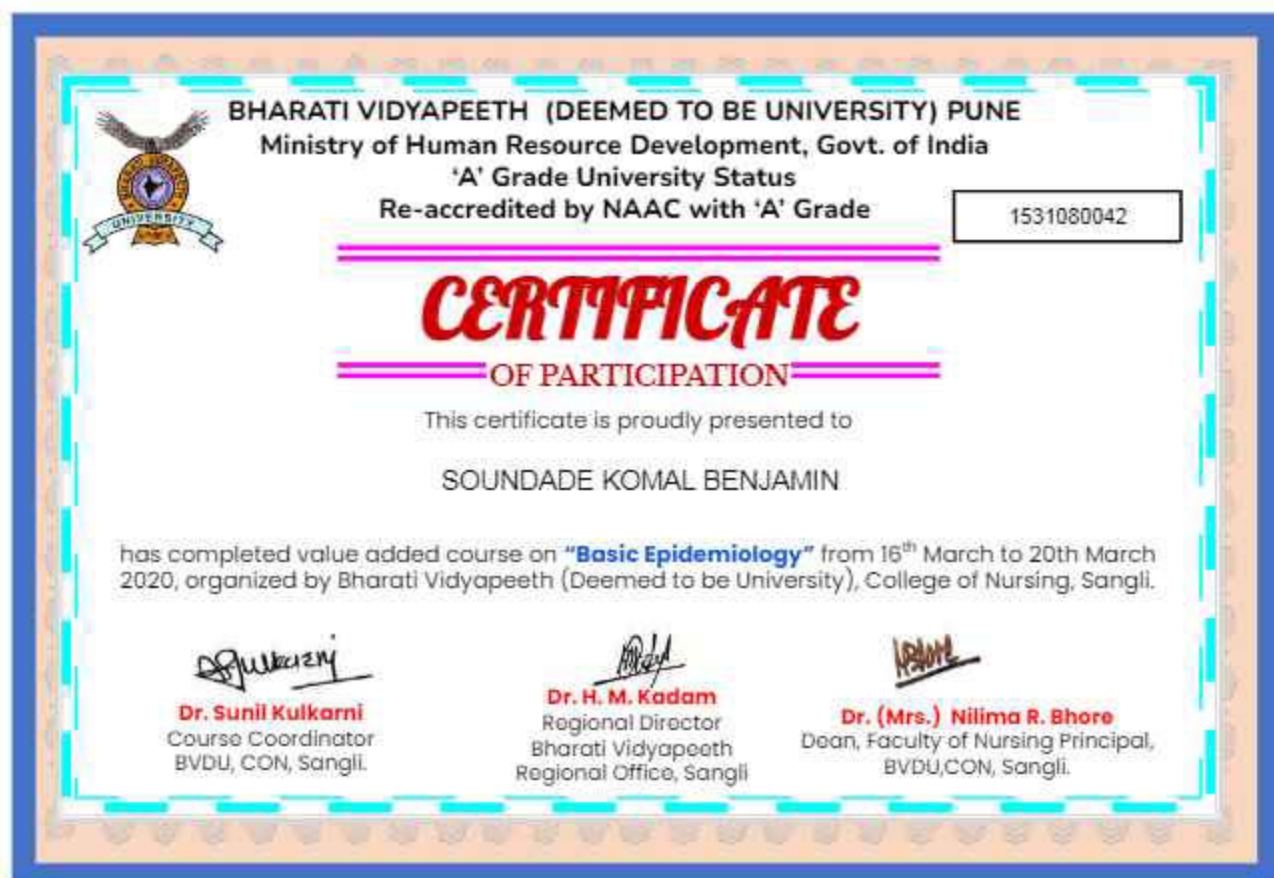 BHARATI VIDYAPEETH (DEEMED TO BE UNIVERSITY) PUNE
Ministry of Human Resource Development, Govt. of India
‘A’ Grade University Status
Re-accredited by NAAC with ‘A’ Grade
1531080042
BHARATI VIDYAPEETH
UNIVERSITY
CERTIFICATE
OF PARTICIPATION
This certificate is proudly presented to
SOUNDADE KOMAL BENJAMIN
has completed value added course on “Basic Epidemiology” from 16th March to 20th March
2020, organized by Bharati Vidyapeeth (Deemed to be University), College of Nursing, Sangli.
Dr. Sunil Kulkarni
Course Coordinator
BVDU, CON, Sangli.
Dr. H. M. Kadam
Regional Director
Bharati Vidyapeeth
Regional Office, Sangli
Dr. (Mrs.) Nilima R. Bhore
Dean, Faculty of Nursing Principal,
BVDU,CON, Sangli.